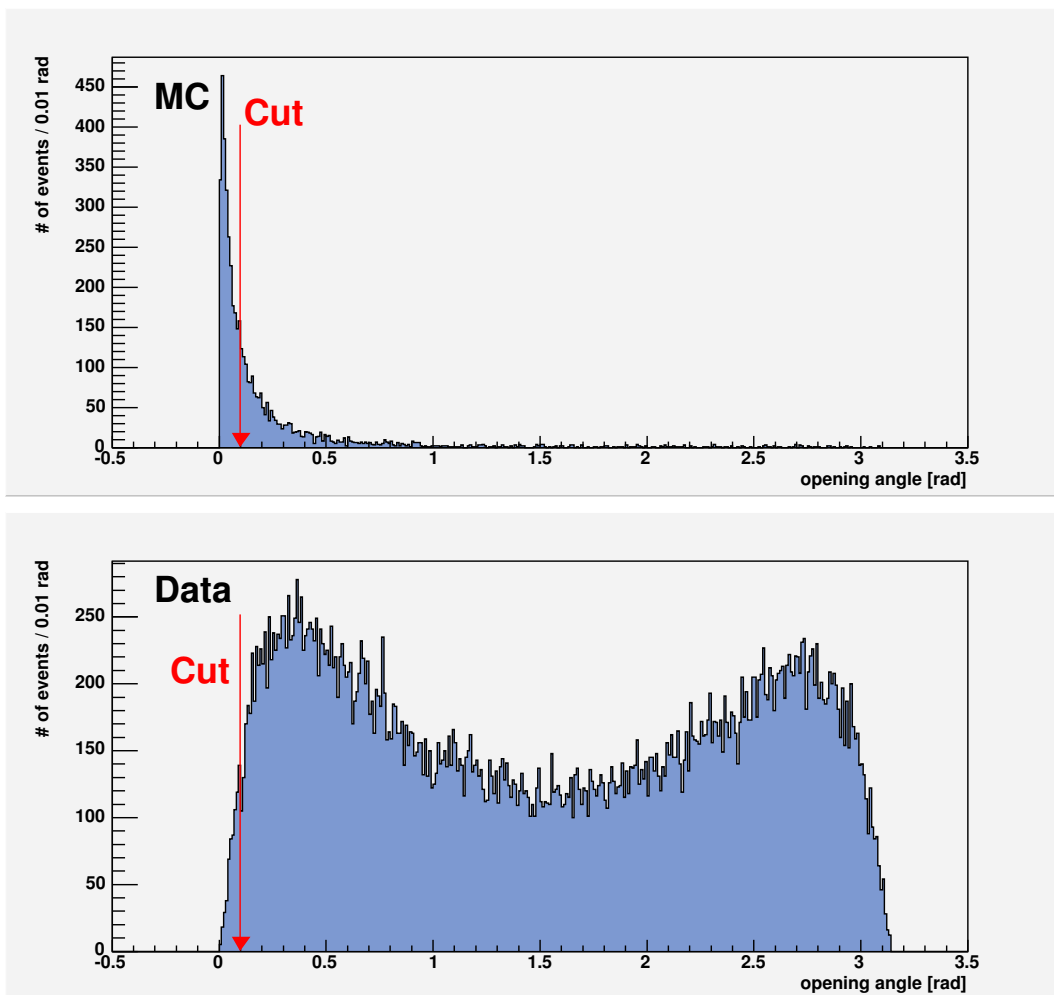 MC
Cut
# of events / 0.01 rad
450
400
350
300
250
200
150
100
50
0
-0.5 0 0.5 1 1.5 2 2.5 3 3.5
opening angle [rad]
Data
Cut
# of events / 0.01 rad
250
200
150
100
50
0
-0.5 0 0.5 1 1.5 2 2.5 3 3.5
opening angle [rad]